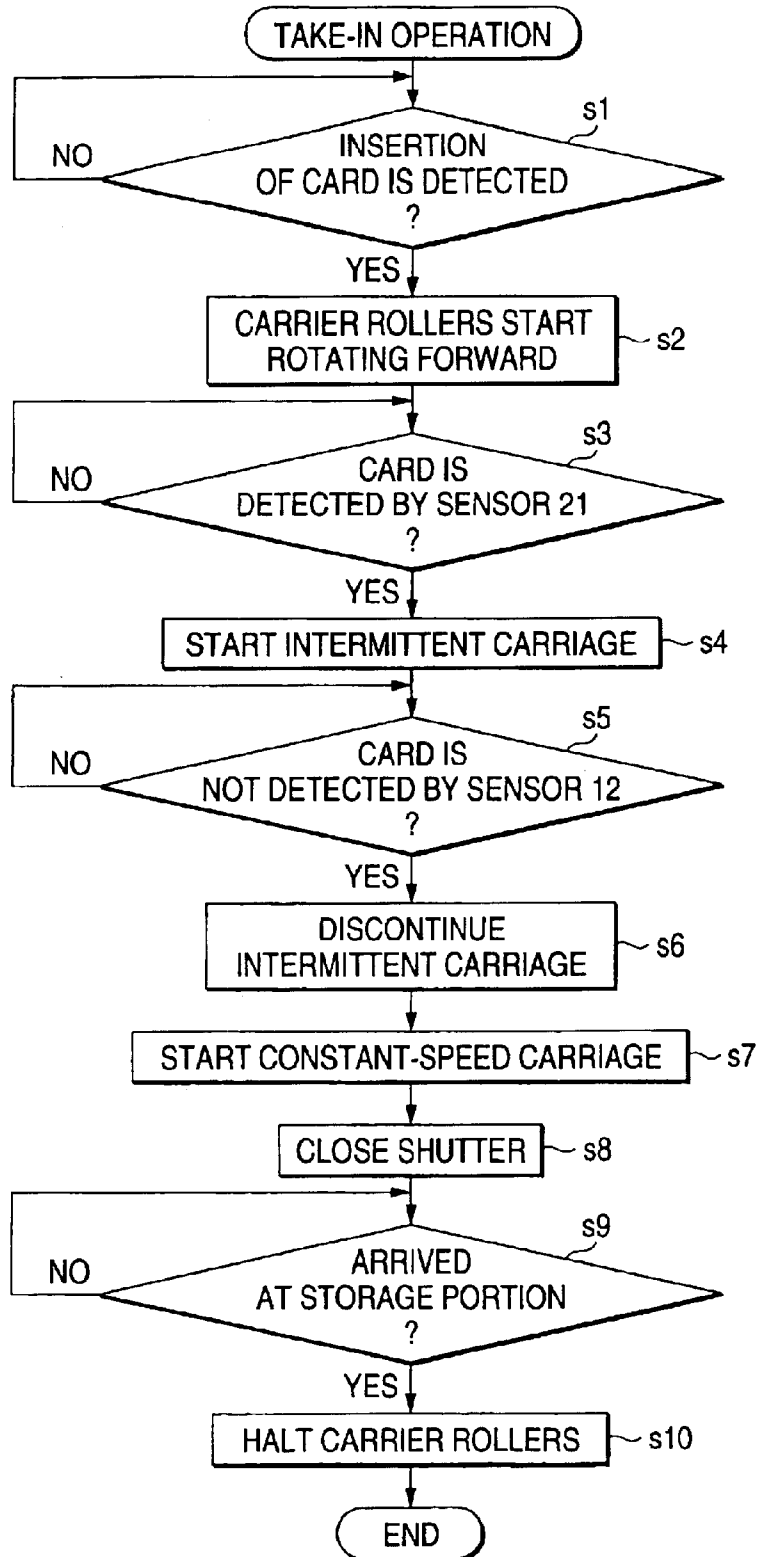 TAKE-IN OPERATION
s1
INSERTION
OF CARD IS DETECTED
?
NO
YES
CARRIER ROLLERS START
ROTATING FORWARD
s2
s3
CARD IS
DETECTED BY SENSOR 21
?
NO
YES
START INTERMITTENT CARRIAGE
s4
s5
CARD IS
NOT DETECTED BY SENSOR 12
?
NO
YES
DISCONTINUE
INTERMITTENT CARRIAGE
s6
START CONSTANT-SPEED CARRIAGE
s7
CLOSE SHUTTER
s8
s9
ARRIVED
AT STORAGE PORTION
?
NO
YES
HALT CARRIER ROLLERS
s10
END